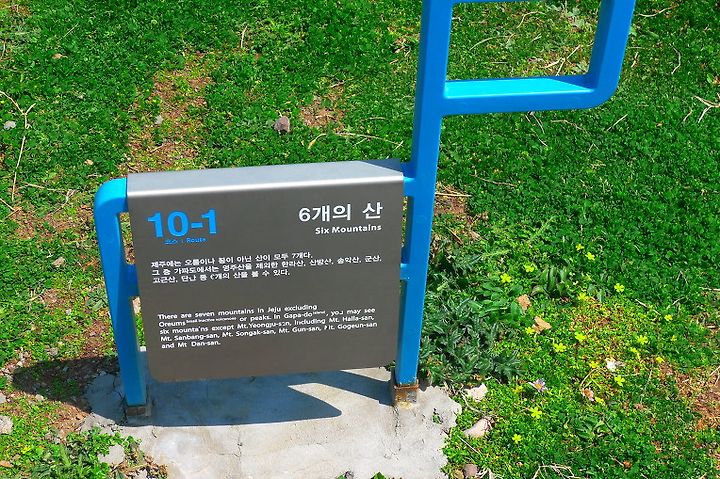 10-1
코스 | Route
6개의 산
Six Mountains
제주에는 오름이나 봉이 아닌 산이 모두 7개다.
그 중 가파도에서는 영주산을 제외한 한라산, 산방산, 송악산, 군산,
고근산, 단산 등 6개의 산을 볼 수 있다.
There are seven mountains in Jeju excluding
Oreums small inactive volcanoes or peaks. In Gapa-do island, you may see
six mountains except Mt.Yeongju-san, including Mt. Halla-san,
Mt. Sanbang-san, Mt. Songak-san, Mt. Gun-san, Mt. Gogeun-san
and Mt Dan-san.